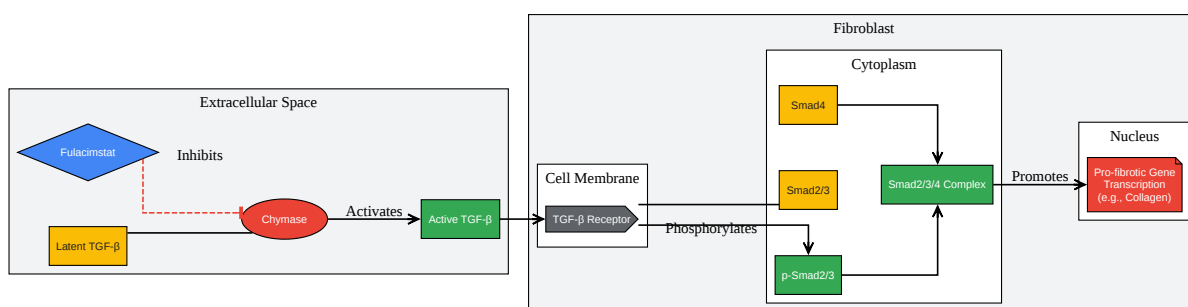 Fibroblast
Extracellular Space
Cytoplasm
Fulacimstat
Inhibits
Latent TGF-β
Chymase
Activates
Active TGF-β
Cell Membrane
TGF-β Receptor
Phosphorylates
Smad4
Smad2/3
p-Smad2/3
Smad2/3/4 Complex
Promotes
Nucleus
Pro-fibrotic Gene
Transcription
(e.g., Collagen)